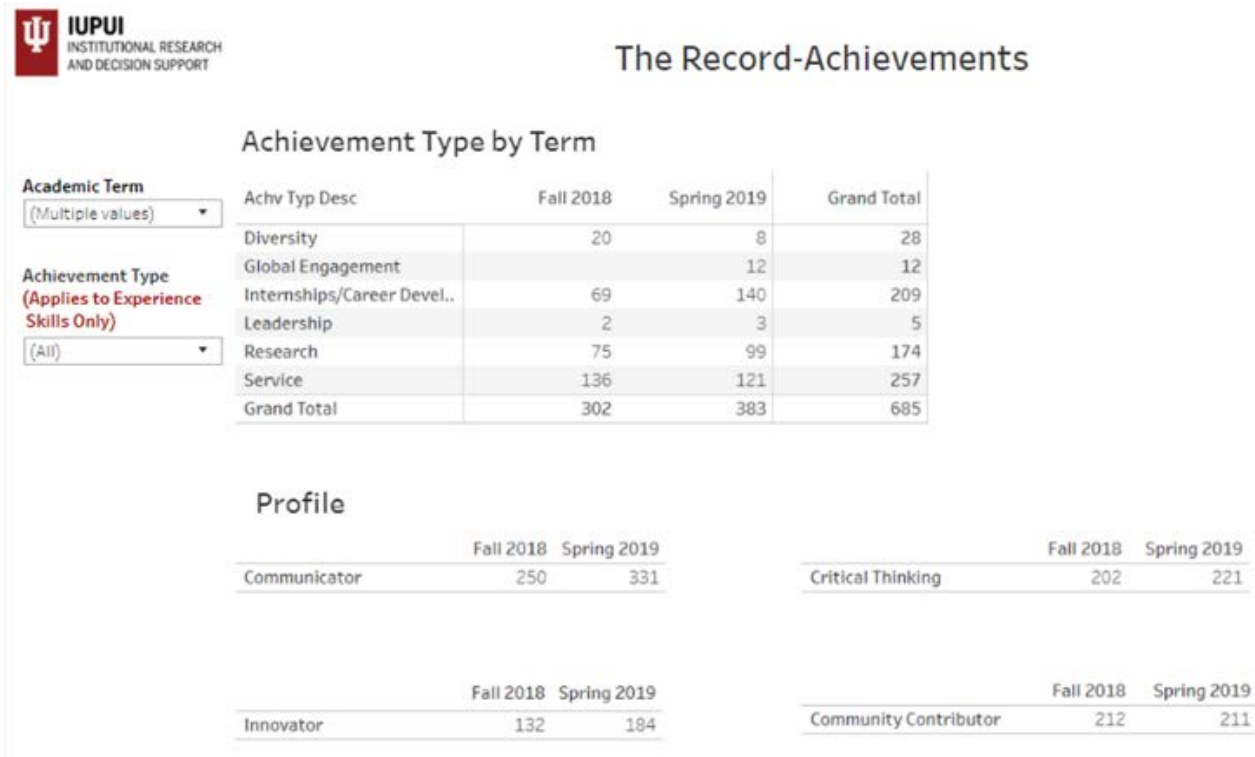 IUPUI
INSTITUTIONAL RESEARCH
AND DECISION SUPPORT
The Record-Achievements
Achievement Type by Term
Academic Term
(Multiple values)
Achievement Type
(Applies to Experience
Skills Only)
(All)
Achv Typ Desc Fall 2018 Spring 2019 Grand Total
Diversity 20 8 28
Global Engagement 12 12
Internships/Career Devel.. 69 140 209
Leadership 2 3 5
Research 75 99 174
Service 136 121 257
Grand Total 302 383 685
Profile
Fall 2018 Spring 2019
Communicator 250 331
Fall 2018 Spring 2019
Critical Thinking 202 221
Fall 2018 Spring 2019
Innovator 132 184
Fall 2018 Spring 2019
Community Contributor 212 211